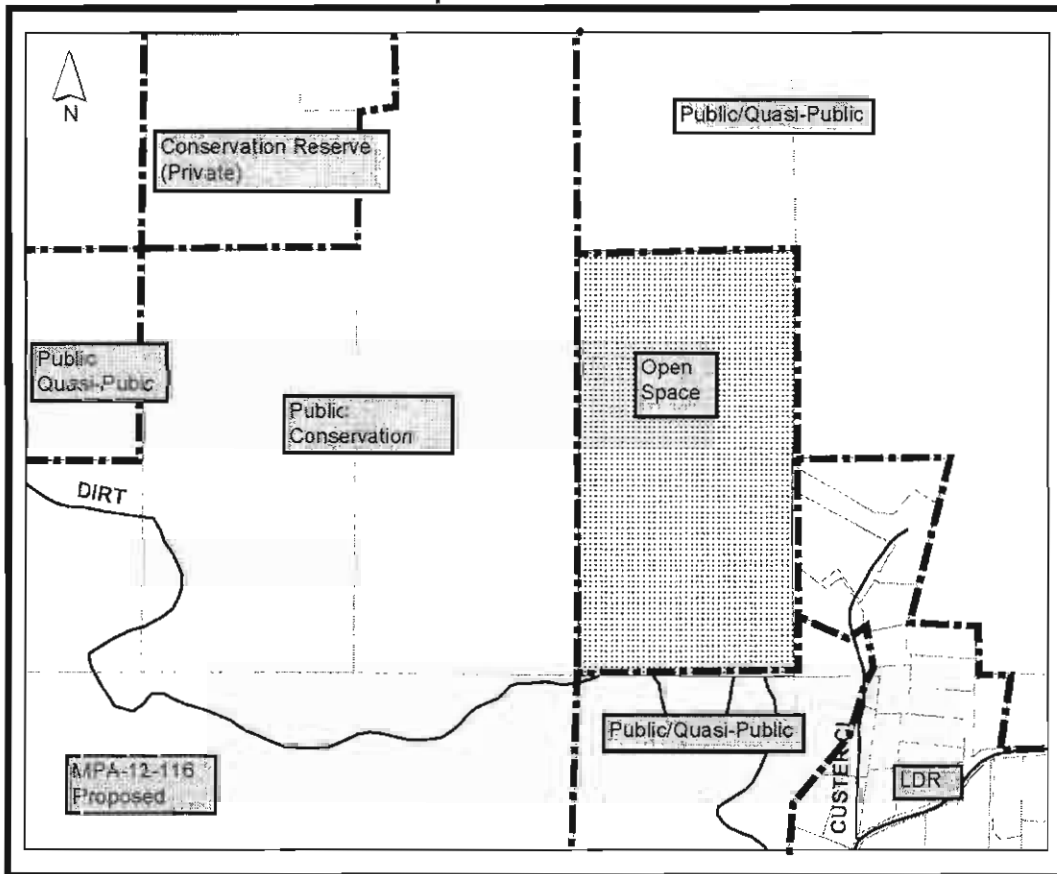 N
Conservation Reserve
(Private)
Public/Quasi-Public
Public
Quasi-Pubic
Public
Conservation
Open
Space
DIRT
MPA-12-116
Proposed
Public/Quasi-Public
CUSTER CI
LDR